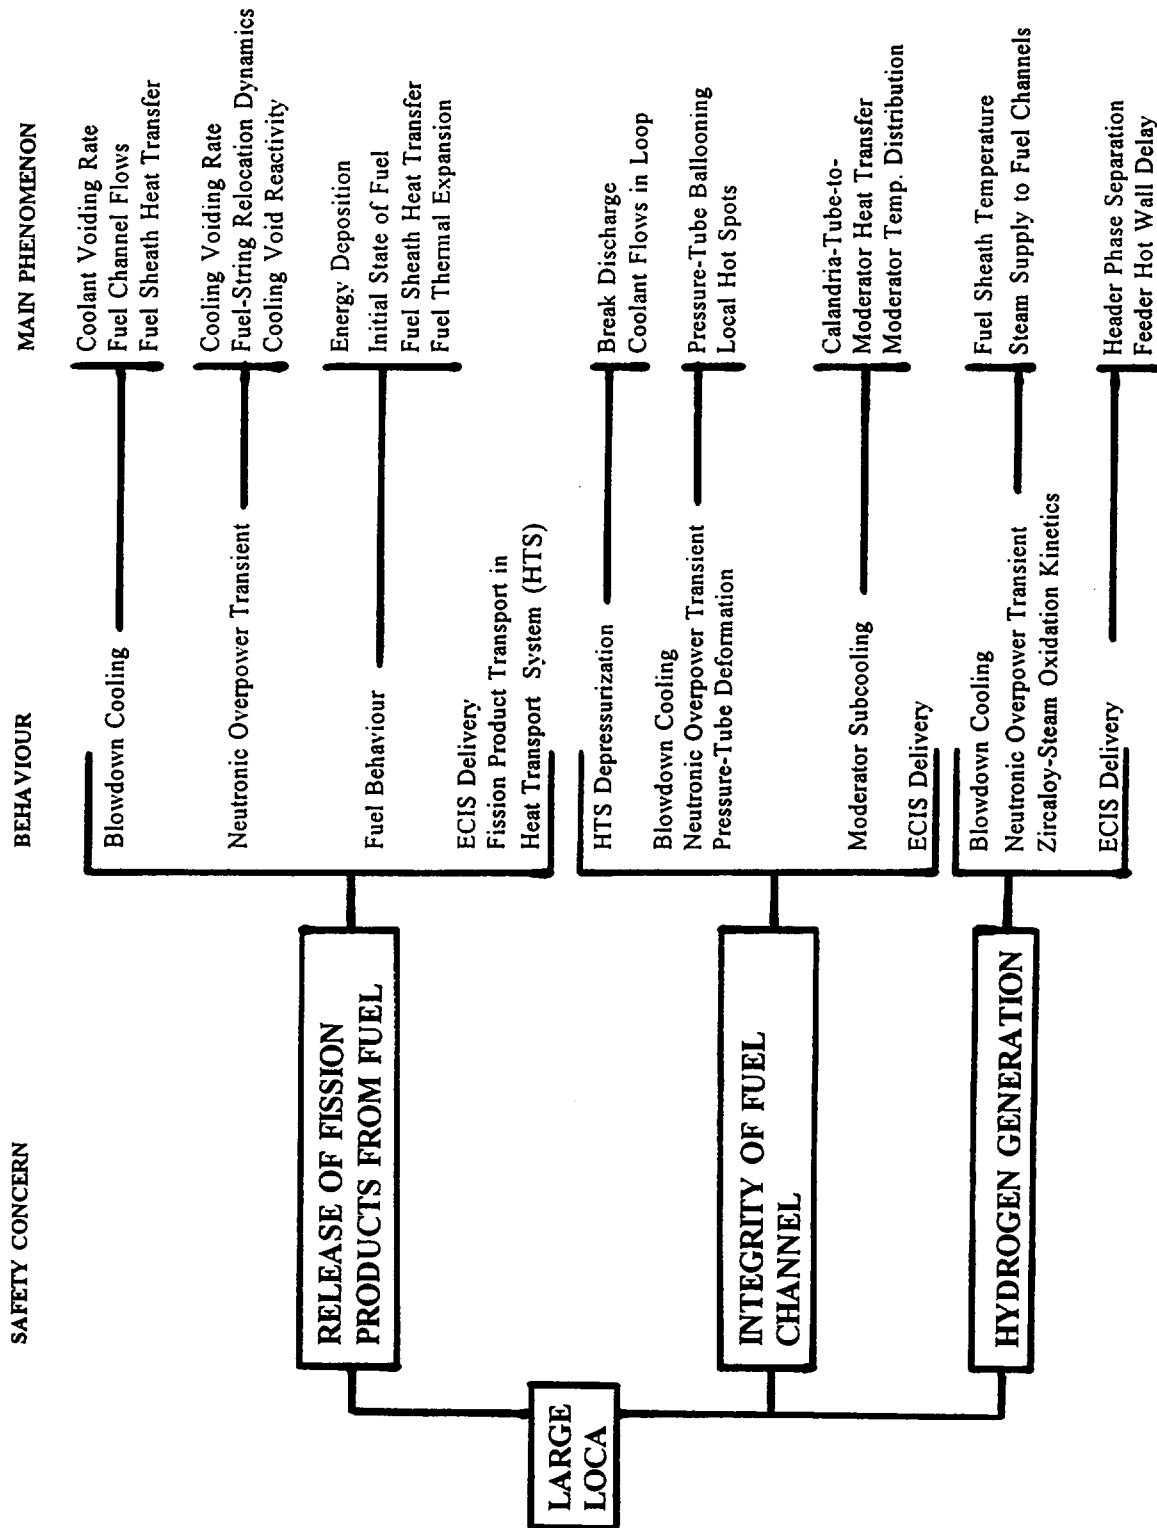 SAFETY CONCERN
BEHAVIOUR
MAIN PHENOMENON
LARGE
LOCA
RELEASE OF FISSION
PRODUCTS FROM FUEL
Blowdown Cooling
Coolant Voiding Rate
Fuel Channel Flows
Fuel Sheath Heat Transfer
Neutronic Overpower Transient
Cooling Voiding Rate
Fuel-String Relocation Dynamics
Cooling Void Reactivity
Fuel Behaviour
Energy Deposition
Initial State of Fuel
Fuel Sheath Heat Transfer
Fuel Thermal Expansion
ECIS Delivery
Fission Product Transport in
Heat Transport System (HTS)
INTEGRITY OF FUEL
CHANNEL
HTS Depressurization
Break Discharge
Coolant Flows in Loop
Blowdown Cooling
Neutronic Overpower Transient
Pressure-Tube Deformation
Pressure-Tube Ballooning
Local Hot Spots
Moderator Subcooling
Calandria-Tube-to-
Moderator Heat Transfer
Moderator Temp. Distribution
ECIS Delivery
HYDROGEN GENERATION
Blowdown Cooling
Neutronic Overpower Transient
Zircaloy-Steam Oxidation Kinetics
Fuel Sheath Temperature
Steam Supply to Fuel Channels
ECIS Delivery
Header Phase Separation
Feeder Hot Wall Delay